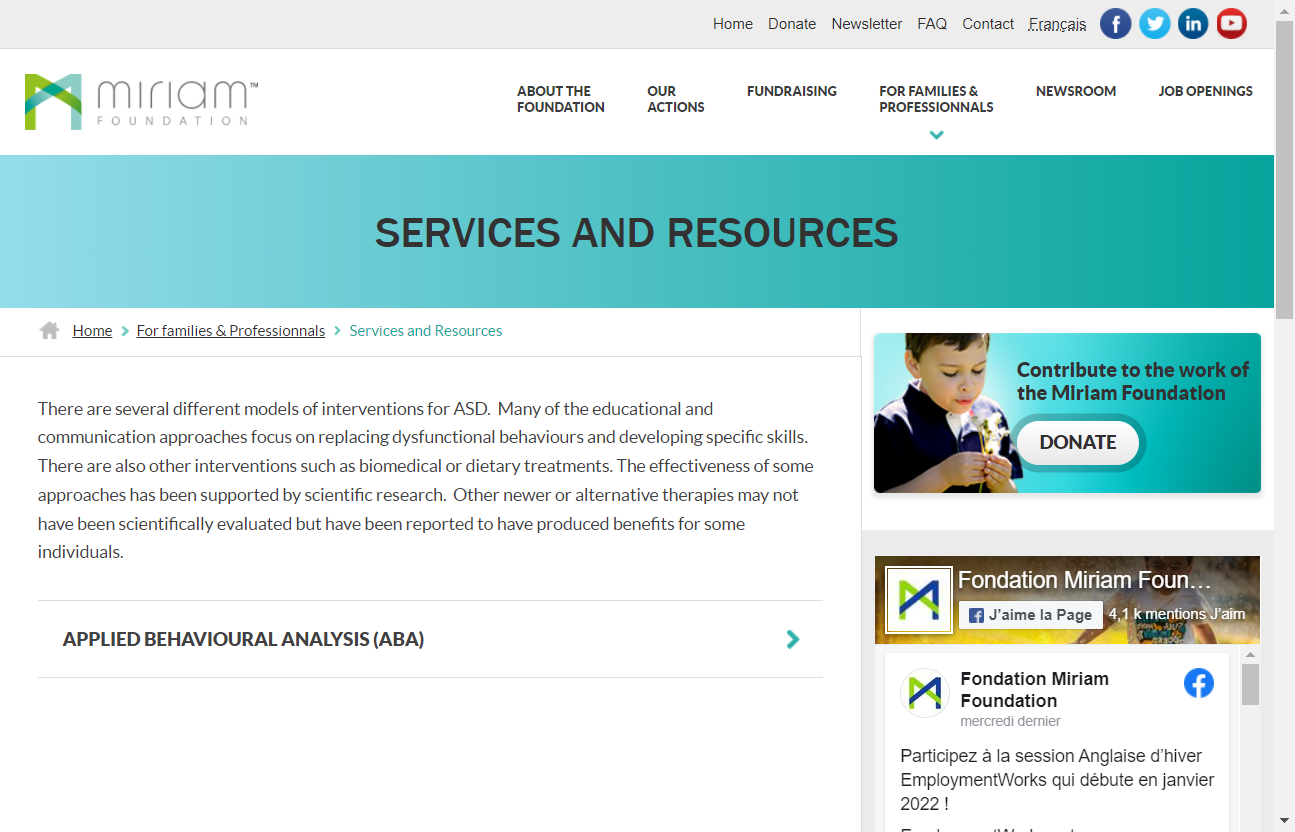 Home Donate Newsletter FAQ Contact Français
miriam™
FOUNDATION
ABOUT THE
FOUNDATION
OUR
ACTIONS
FUNDRAISING
FOR FAMILIES &
PROFESSIONNALS
NEWSROOM
JOB OPENINGS
SERVICES AND RESOURCES
Home > For families & Professionnals > Services and Resources
There are several different models of interventions for ASD. Many of the educational and
communication approaches focus on replacing dysfunctional behaviours and developing specific skills.
There are also other interventions such as biomedical or dietary treatments. The effectiveness of some
approaches has been supported by scientific research. Other newer or alternative therapies may not
have been scientifically evaluated but have been reported to have produced benefits for some
individuals.
APPLIED BEHAVIOURAL ANALYSIS (ABA)
Contribute to the work of
the Miriam Foundation
DONATE
Fondation Miriam Foun…
J'aime la Page
4,1 k mentions J'aim
Fondation Miriam
Foundation
mercredi dernier
Participez à la session Anglaise d'hiver
EmploymentWorks qui débute en janvier
2022 !